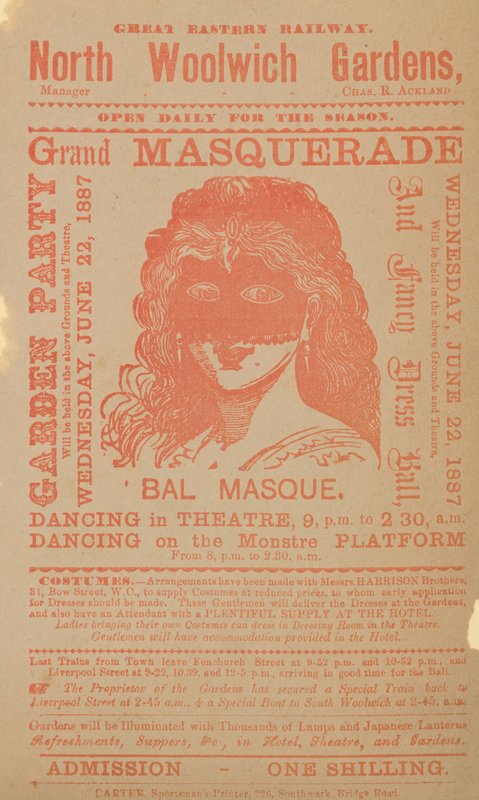 GREAT EASTERN RAILWAY.
North Woolwich Gardens,
Manager . . . CHAS. R. ACKLAND
OPEN DAILY FOR THE SEASON.
Grand MASQUERADE
GARDEN PARTY
Will be held in the above Grounds and Theatre,
WEDNESDAY, JUNE 22, 1887
And Fancy Dress Ball,
Will be held in the above Grounds and Theatre,
WEDNESDAY, JUNE 22, 1887
BAL MASQUE.
DANCING in THEATRE, 9, p.m. to 2 30, a.m.
DANCING on the Monstre PLATFORM
From 8, p.m. to 2.30, a.m.
COSTUMES.—Arrangements have been made with Messrs. HARRISON Brothers,
31, Bow Street, W.C., to supply Costumes at reduced prices, to whom early application
for Dresses should be made. These Gentlemen will deliver the Dresses at the Gardens,
and also have an Attendant with a PLENTIFUL SUPPLY AT THE HOTEL.
Ladies bringing their own Costumes can dress in Dressing Room in the Theatre.
Gentlemen will have accommodation provided in the Hotel.
Last Trains from Town leave Fenchurch Street at 9-52 p.m. and 10-52 p.m., and
Liverpool Street at 9-22, 10.39, and 12-5 p.m., arriving in good time for the Ball.
The Proprietor of the Gardens has secured a Special Train back to
Liverpool Street at 2-45 a.m., & a Special Boat to South Woolwich at 2-45. a.m.
Gardens will be Illuminated with Thousands of Lamps and Japanese Lanterns
Refreshments, Suppers, &c., in Hotel, Theatre, and Gardens.
ADMISSION - ONE SHILLING.
CARTER, Sportsman's Printer, 226, Southwark Bridge Road